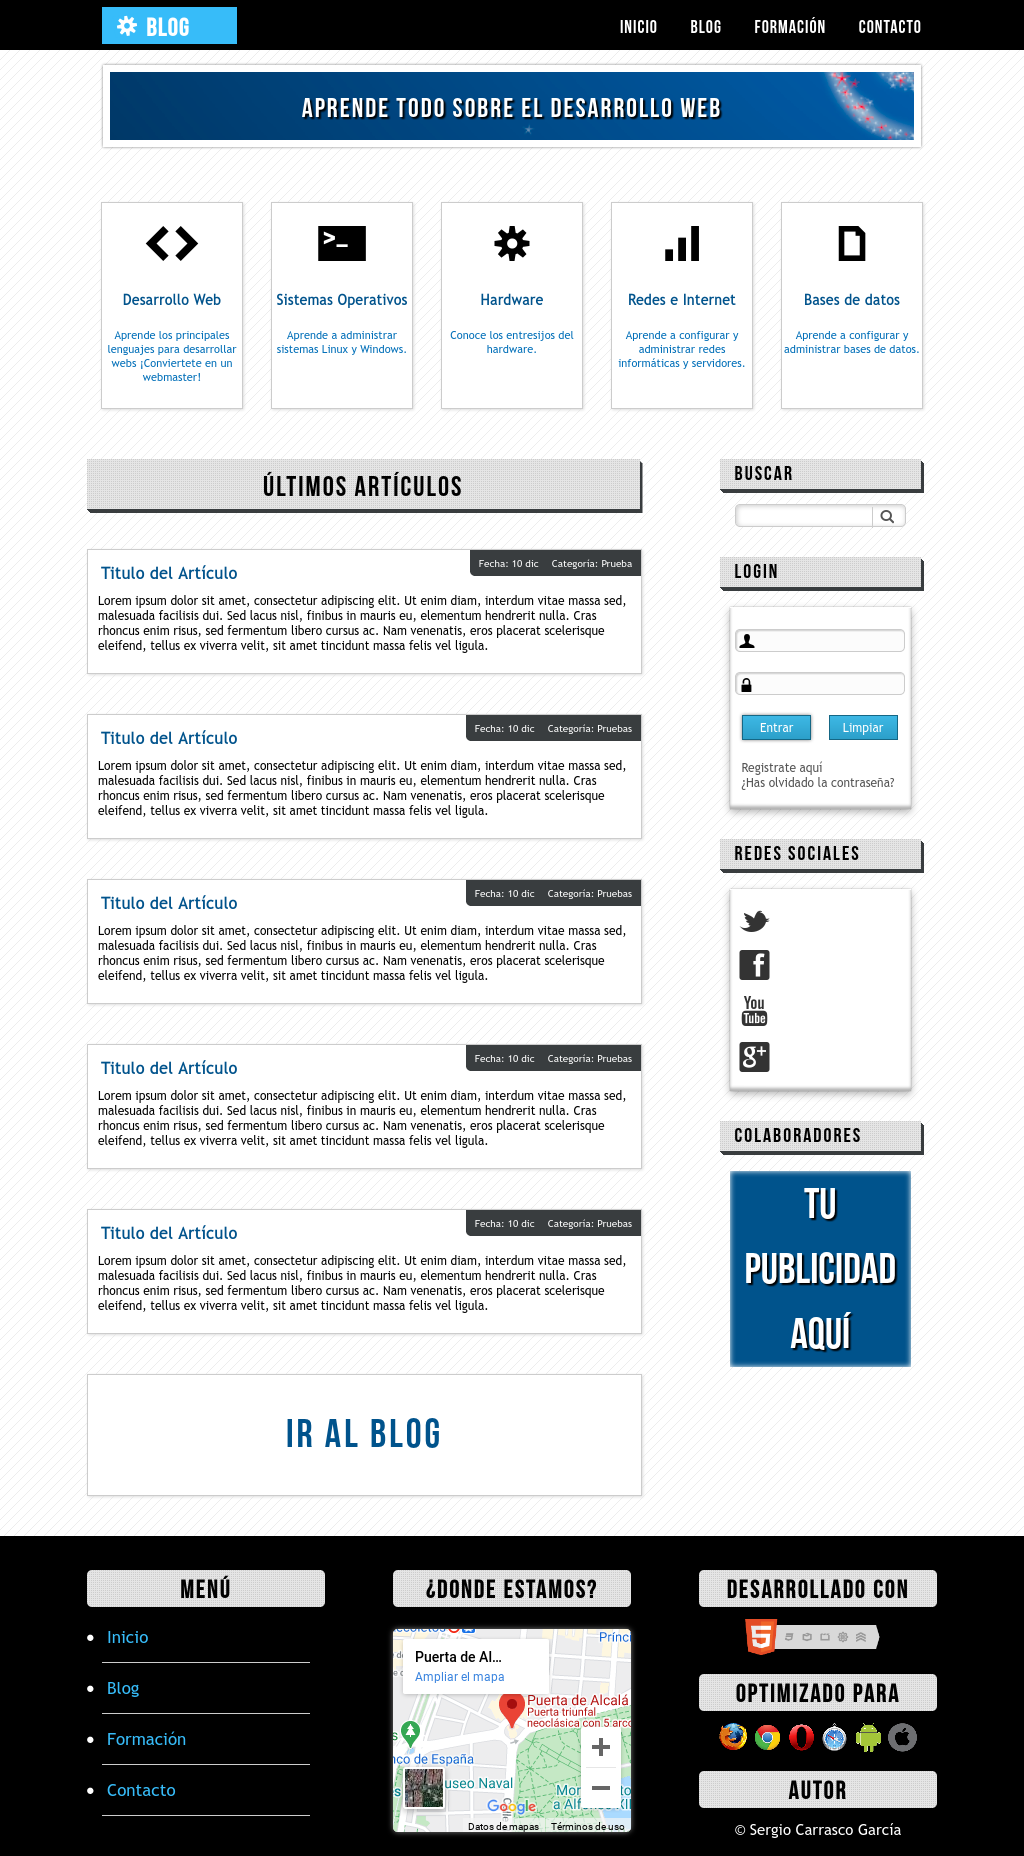 BLOG
INICIO BLOG FORMACIÓN CONTACTO
APRENDE TODO SOBRE EL DESARROLLO WEB
Desarrollo Web
Aprende los principales
lenguajes para desarrollar
webs ¡Conviertete en un
webmaster!
Sistemas Operativos
Aprende a administrar
sistemas Linux y Windows.
Hardware
Conoce los entresijos del
hardware.
Redes e Internet
Aprende a configurar y
administrar redes
informáticas y servidores.
Bases de datos
Aprende a configurar y
administrar bases de datos.
ÚLTIMOS ARTÍCULOS
Titulo del Artículo
Fecha: 10 dic Categoría: Prueba
Lorem ipsum dolor sit amet, consectetur adipiscing elit. Ut enim diam, interdum vitae massa sed,
malesuada facilisis dui. Sed lacus nisl, finibus in mauris eu, elementum hendrerit nulla. Cras
rhoncus enim risus, sed fermentum libero cursus ac. Nam venenatis, eros placerat scelerisque
eleifend, tellus ex viverra velit, sit amet tincidunt massa felis vel ligula.
Titulo del Artículo
Fecha: 10 dic Categoría: Pruebas
Lorem ipsum dolor sit amet, consectetur adipiscing elit. Ut enim diam, interdum vitae massa sed,
malesuada facilisis dui. Sed lacus nisl, finibus in mauris eu, elementum hendrerit nulla. Cras
rhoncus enim risus, sed fermentum libero cursus ac. Nam venenatis, eros placerat scelerisque
eleifend, tellus ex viverra velit, sit amet tincidunt massa felis vel ligula.
Titulo del Artículo
Fecha: 10 dic Categoría: Pruebas
Lorem ipsum dolor sit amet, consectetur adipiscing elit. Ut enim diam, interdum vitae massa sed,
malesuada facilisis dui. Sed lacus nisl, finibus in mauris eu, elementum hendrerit nulla. Cras
rhoncus enim risus, sed fermentum libero cursus ac. Nam venenatis, eros placerat scelerisque
eleifend, tellus ex viverra velit, sit amet tincidunt massa felis vel ligula.
Titulo del Artículo
Fecha: 10 dic Categoría: Pruebas
Lorem ipsum dolor sit amet, consectetur adipiscing elit. Ut enim diam, interdum vitae massa sed,
malesuada facilisis dui. Sed lacus nisl, finibus in mauris eu, elementum hendrerit nulla. Cras
rhoncus enim risus, sed fermentum libero cursus ac. Nam venenatis, eros placerat scelerisque
eleifend, tellus ex viverra velit, sit amet tincidunt massa felis vel ligula.
Titulo del Artículo
Fecha: 10 dic Categoría: Pruebas
Lorem ipsum dolor sit amet, consectetur adipiscing elit. Ut enim diam, interdum vitae massa sed,
malesuada facilisis dui. Sed lacus nisl, finibus in mauris eu, elementum hendrerit nulla. Cras
rhoncus enim risus, sed fermentum libero cursus ac. Nam venenatis, eros placerat scelerisque
eleifend, tellus ex viverra velit, sit amet tincidunt massa felis vel ligula.
IR AL BLOG
BUSCAR
LOGIN
Entrar Limpiar
Registrate aquí
¿Has olvidado la contraseña?
REDES SOCIALES
You
Tube
COLABORADORES
TU
PUBLICIDAD
AQUÍ
MENÚ
Inicio
Blog
Formación
Contacto
¿DONDE ESTAMOS?
Prínci
Puerta de Al...
Ampliar el mapa
Puerta de Alcalá
Puerta triunfal
neoclásica con 5 arco
nco de España
useo Naval
Mon to
a Alfonso XII
Google
Datos de mapas Términos de uso
DESARROLLADO CON
5
OPTIMIZADO PARA
AUTOR
© Sergio Carrasco García